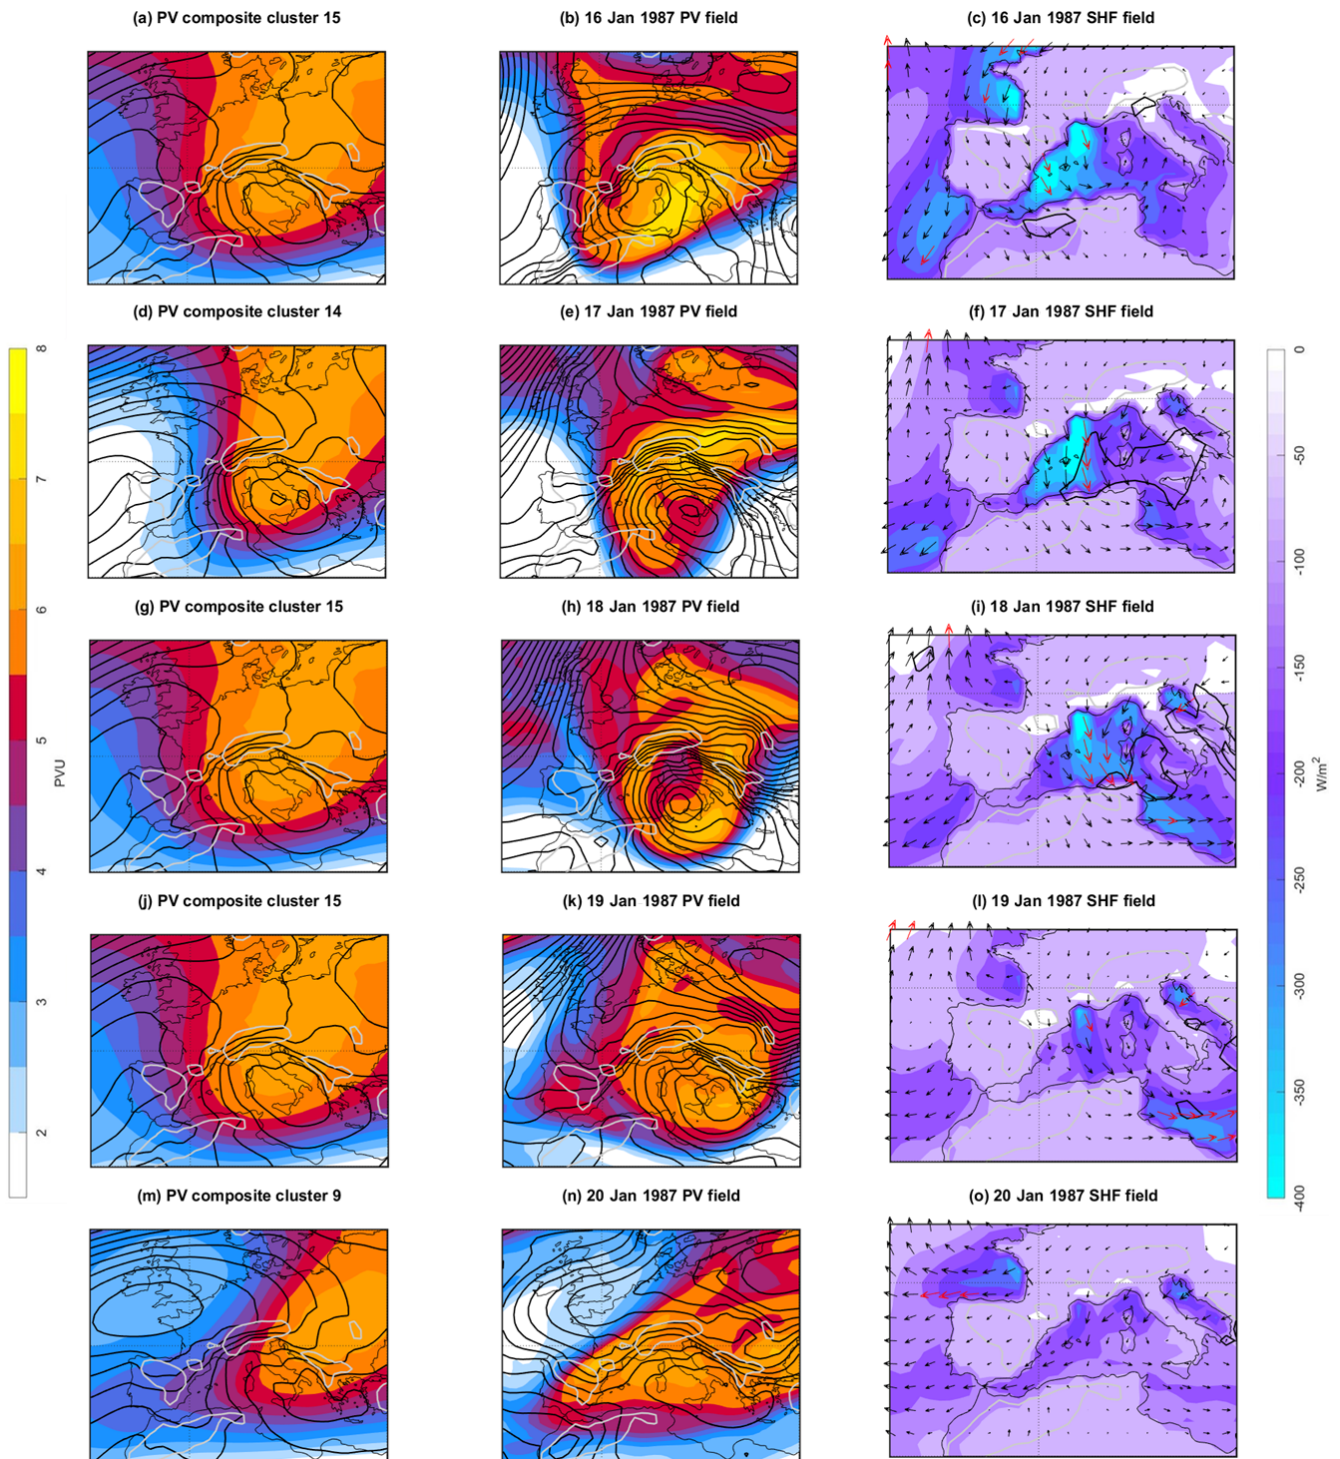 (a) PV composite cluster 15
(b) 16 Jan 1987 PV field
(c) 16 Jan 1987 SHF field
(d) PV composite cluster 14
(e) 17 Jan 1987 PV field
(f) 17 Jan 1987 SHF field
8
7
6
5
4
3
2
PVU
0
-50
-100
-150
-200
-250
-300
-350
-400
W/m²
(g) PV composite cluster 15
(h) 18 Jan 1987 PV field
(i) 18 Jan 1987 SHF field
(j) PV composite cluster 15
(k) 19 Jan 1987 PV field
(l) 19 Jan 1987 SHF field
(m) PV composite cluster 9
(n) 20 Jan 1987 PV field
(o) 20 Jan 1987 SHF field